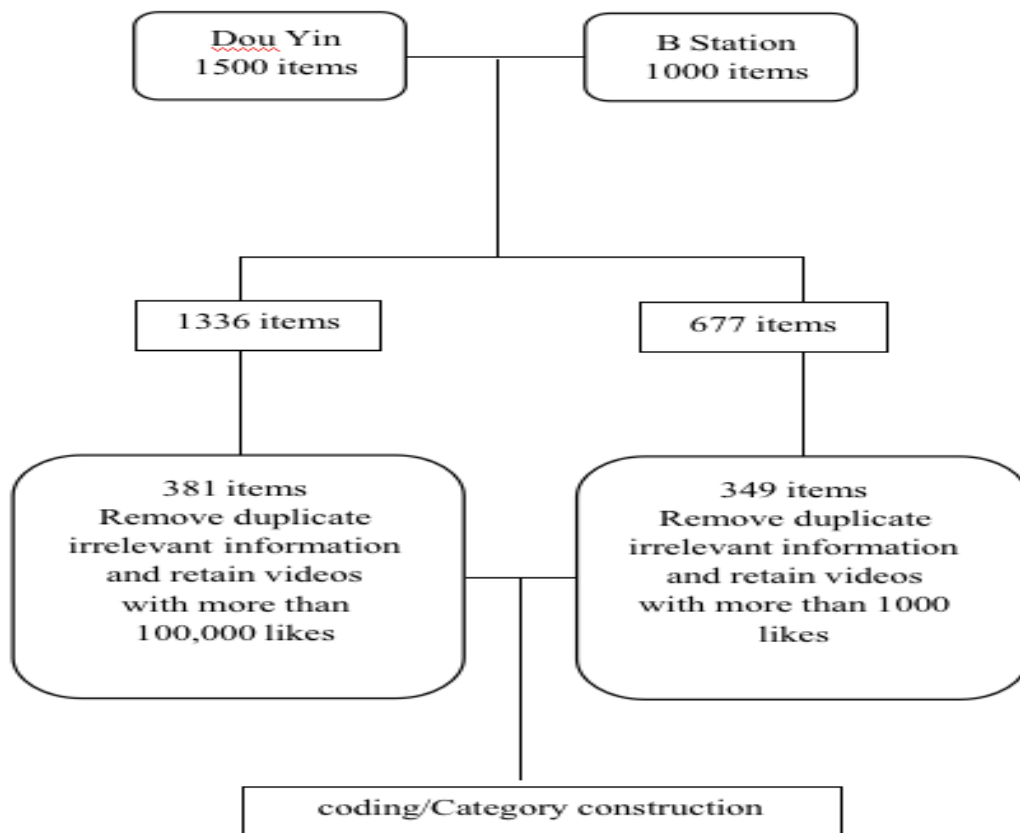 Dou Yin
1500 items
B Station
1000 items
1336 items
677 items
381 items
Remove duplicate
irrelevant information
and retain videos
with more than
100,000 likes
349 items
Remove duplicate
irrelevant information
and retain videos
with more than 1000
likes
coding/Category construction